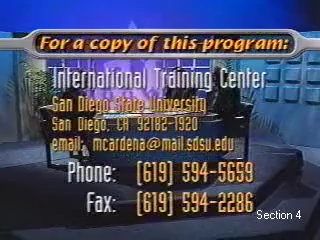 For a copy of this program:
International Training Center
San Diego State University
San Diego, CA 92182-1920
email: mcardena@mail.sdsu.edu
Phone: (619) 594-5659
Fax: (619) 594-2286
Section 4